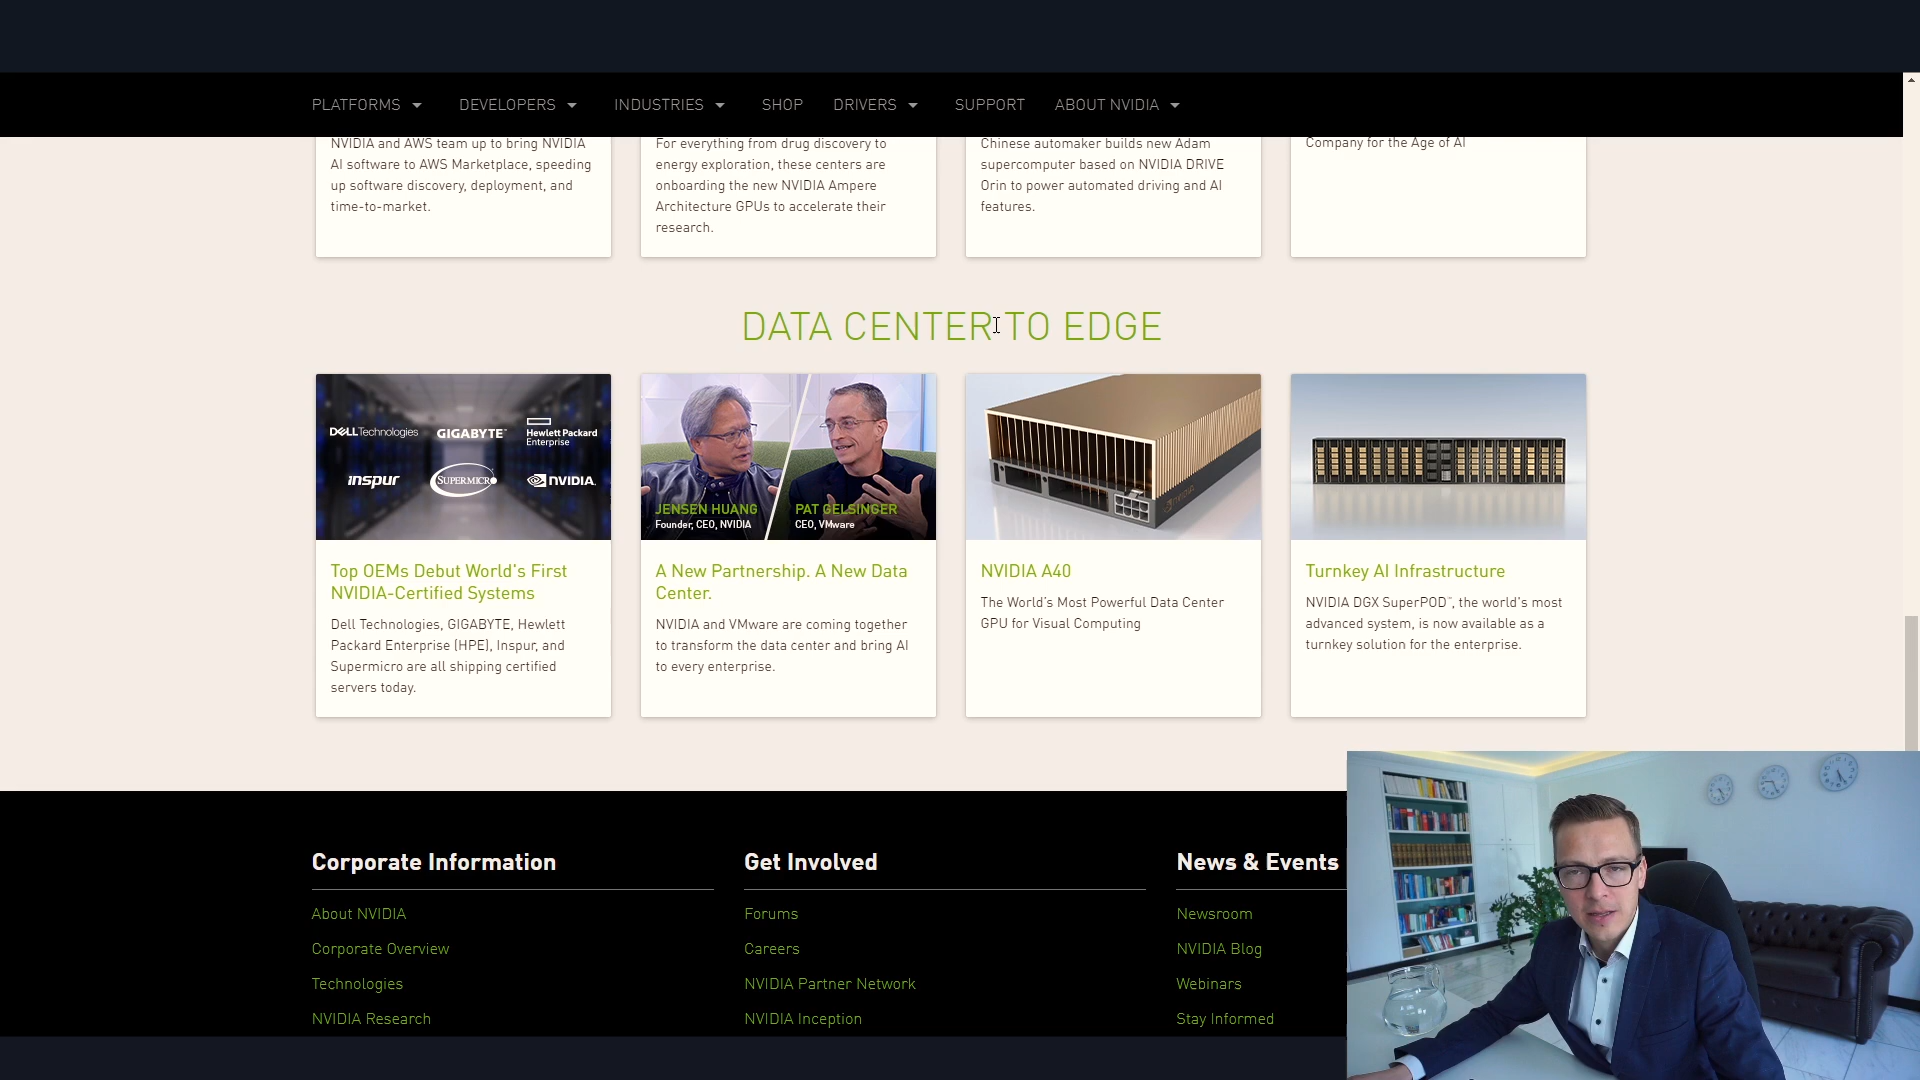 PLATFORMS DEVELOPERS INDUSTRIES SHOP DRIVERS SUPPORT ABOUT NVIDIA
NVIDIA and AWS team up to bring NVIDIA
AI software to AWS Marketplace, speeding
up software discovery, deployment, and
time-to-market.
For everything from drug discovery to
energy exploration, these centers are
onboarding the new NVIDIA Ampere
Architecture GPUs to accelerate their
research.
Chinese automaker builds new Adam
supercomputer based on NVIDIA DRIVE
Orin to power automated driving and AI
features.
Company for the Age of AI
DATA CENTER TO EDGE
DELL Technologies GIGABYTE™ Hewlett Packard
Enterprise
inspur SUPERMICRO NVIDIA.
Top OEMs Debut World's First
NVIDIA-Certified Systems
Dell Technologies, GIGABYTE, Hewlett
Packard Enterprise (HPE), Inspur, and
Supermicro are all shipping certified
servers today.
JENSEN HUANG
Founder, CEO, NVIDIA
PAT GELSINGER
CEO, VMware
A New Partnership. A New Data
Center.
NVIDIA and VMware are coming together
to transform the data center and bring AI
to every enterprise.
NVIDIA A40
The World's Most Powerful Data Center
GPU for Visual Computing
Turnkey AI Infrastructure
NVIDIA DGX SuperPOD™, the world's most
advanced system, is now available as a
turnkey solution for the enterprise.
Corporate Information
About NVIDIA
Corporate Overview
Technologies
NVIDIA Research
Get Involved
Forums
Careers
NVIDIA Partner Network
NVIDIA Inception
News & Events
Newsroom
NVIDIA Blog
Webinars
Stay Informed